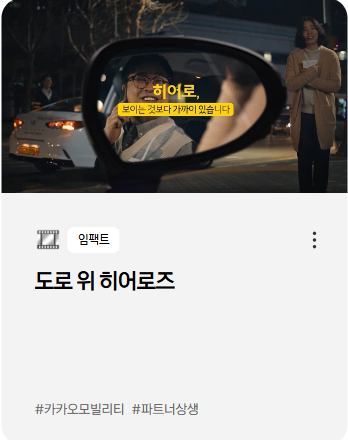 히어로,
보이는 것보다 가까이 있습니다
임팩트
도로 위 히어로즈
#카카오모빌리티 #파트너상생